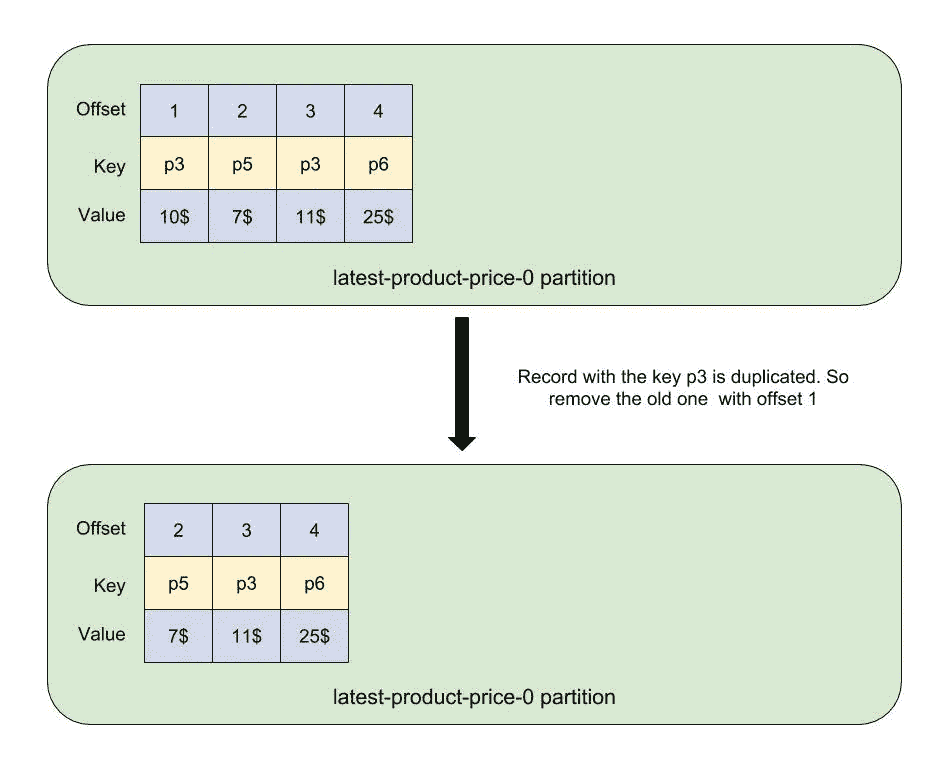 Offset 1 2 3 4
Key p3 p5 p3 p6
Value 10$ 7$ 11$ 25$
latest-product-price-0 partition
Record with the key p3 is duplicated. So
remove the old one with offset 1
Offset 2 3 4
Key p5 p3 p6
Value 7$ 11$ 25$
latest-product-price-0 partition